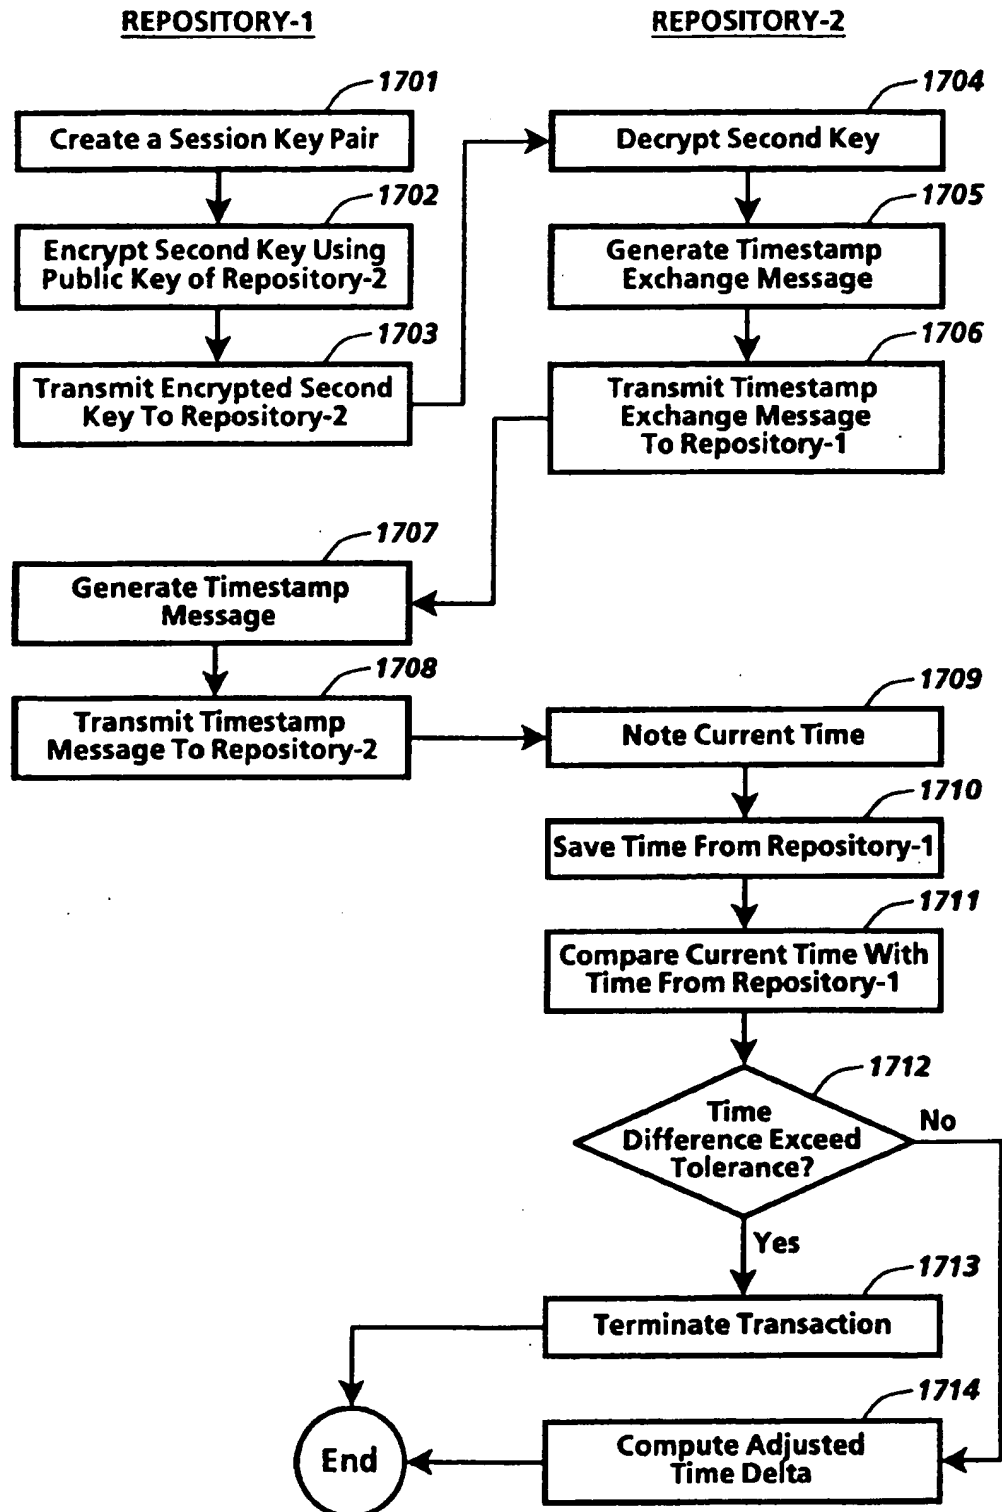 REPOSITORY-1
REPOSITORY-2
1701
Create a Session Key Pair
1702
Encrypt Second Key Using
Public Key of Repository-2
1703
Transmit Encrypted Second
Key To Repository-2
1704
Decrypt Second Key
1705
Generate Timestamp
Exchange Message
1706
Transmit Timestamp
Exchange Message
To Repository-1
1707
Generate Timestamp
Message
1708
Transmit Timestamp
Message To Repository-2
1709
Note Current Time
1710
Save Time From Repository-1
1711
Compare Current Time With
Time From Repository-1
1712
Time
Difference Exceed
Tolerance?
No
Yes
1713
Terminate Transaction
1714
Compute Adjusted
Time Delta
End